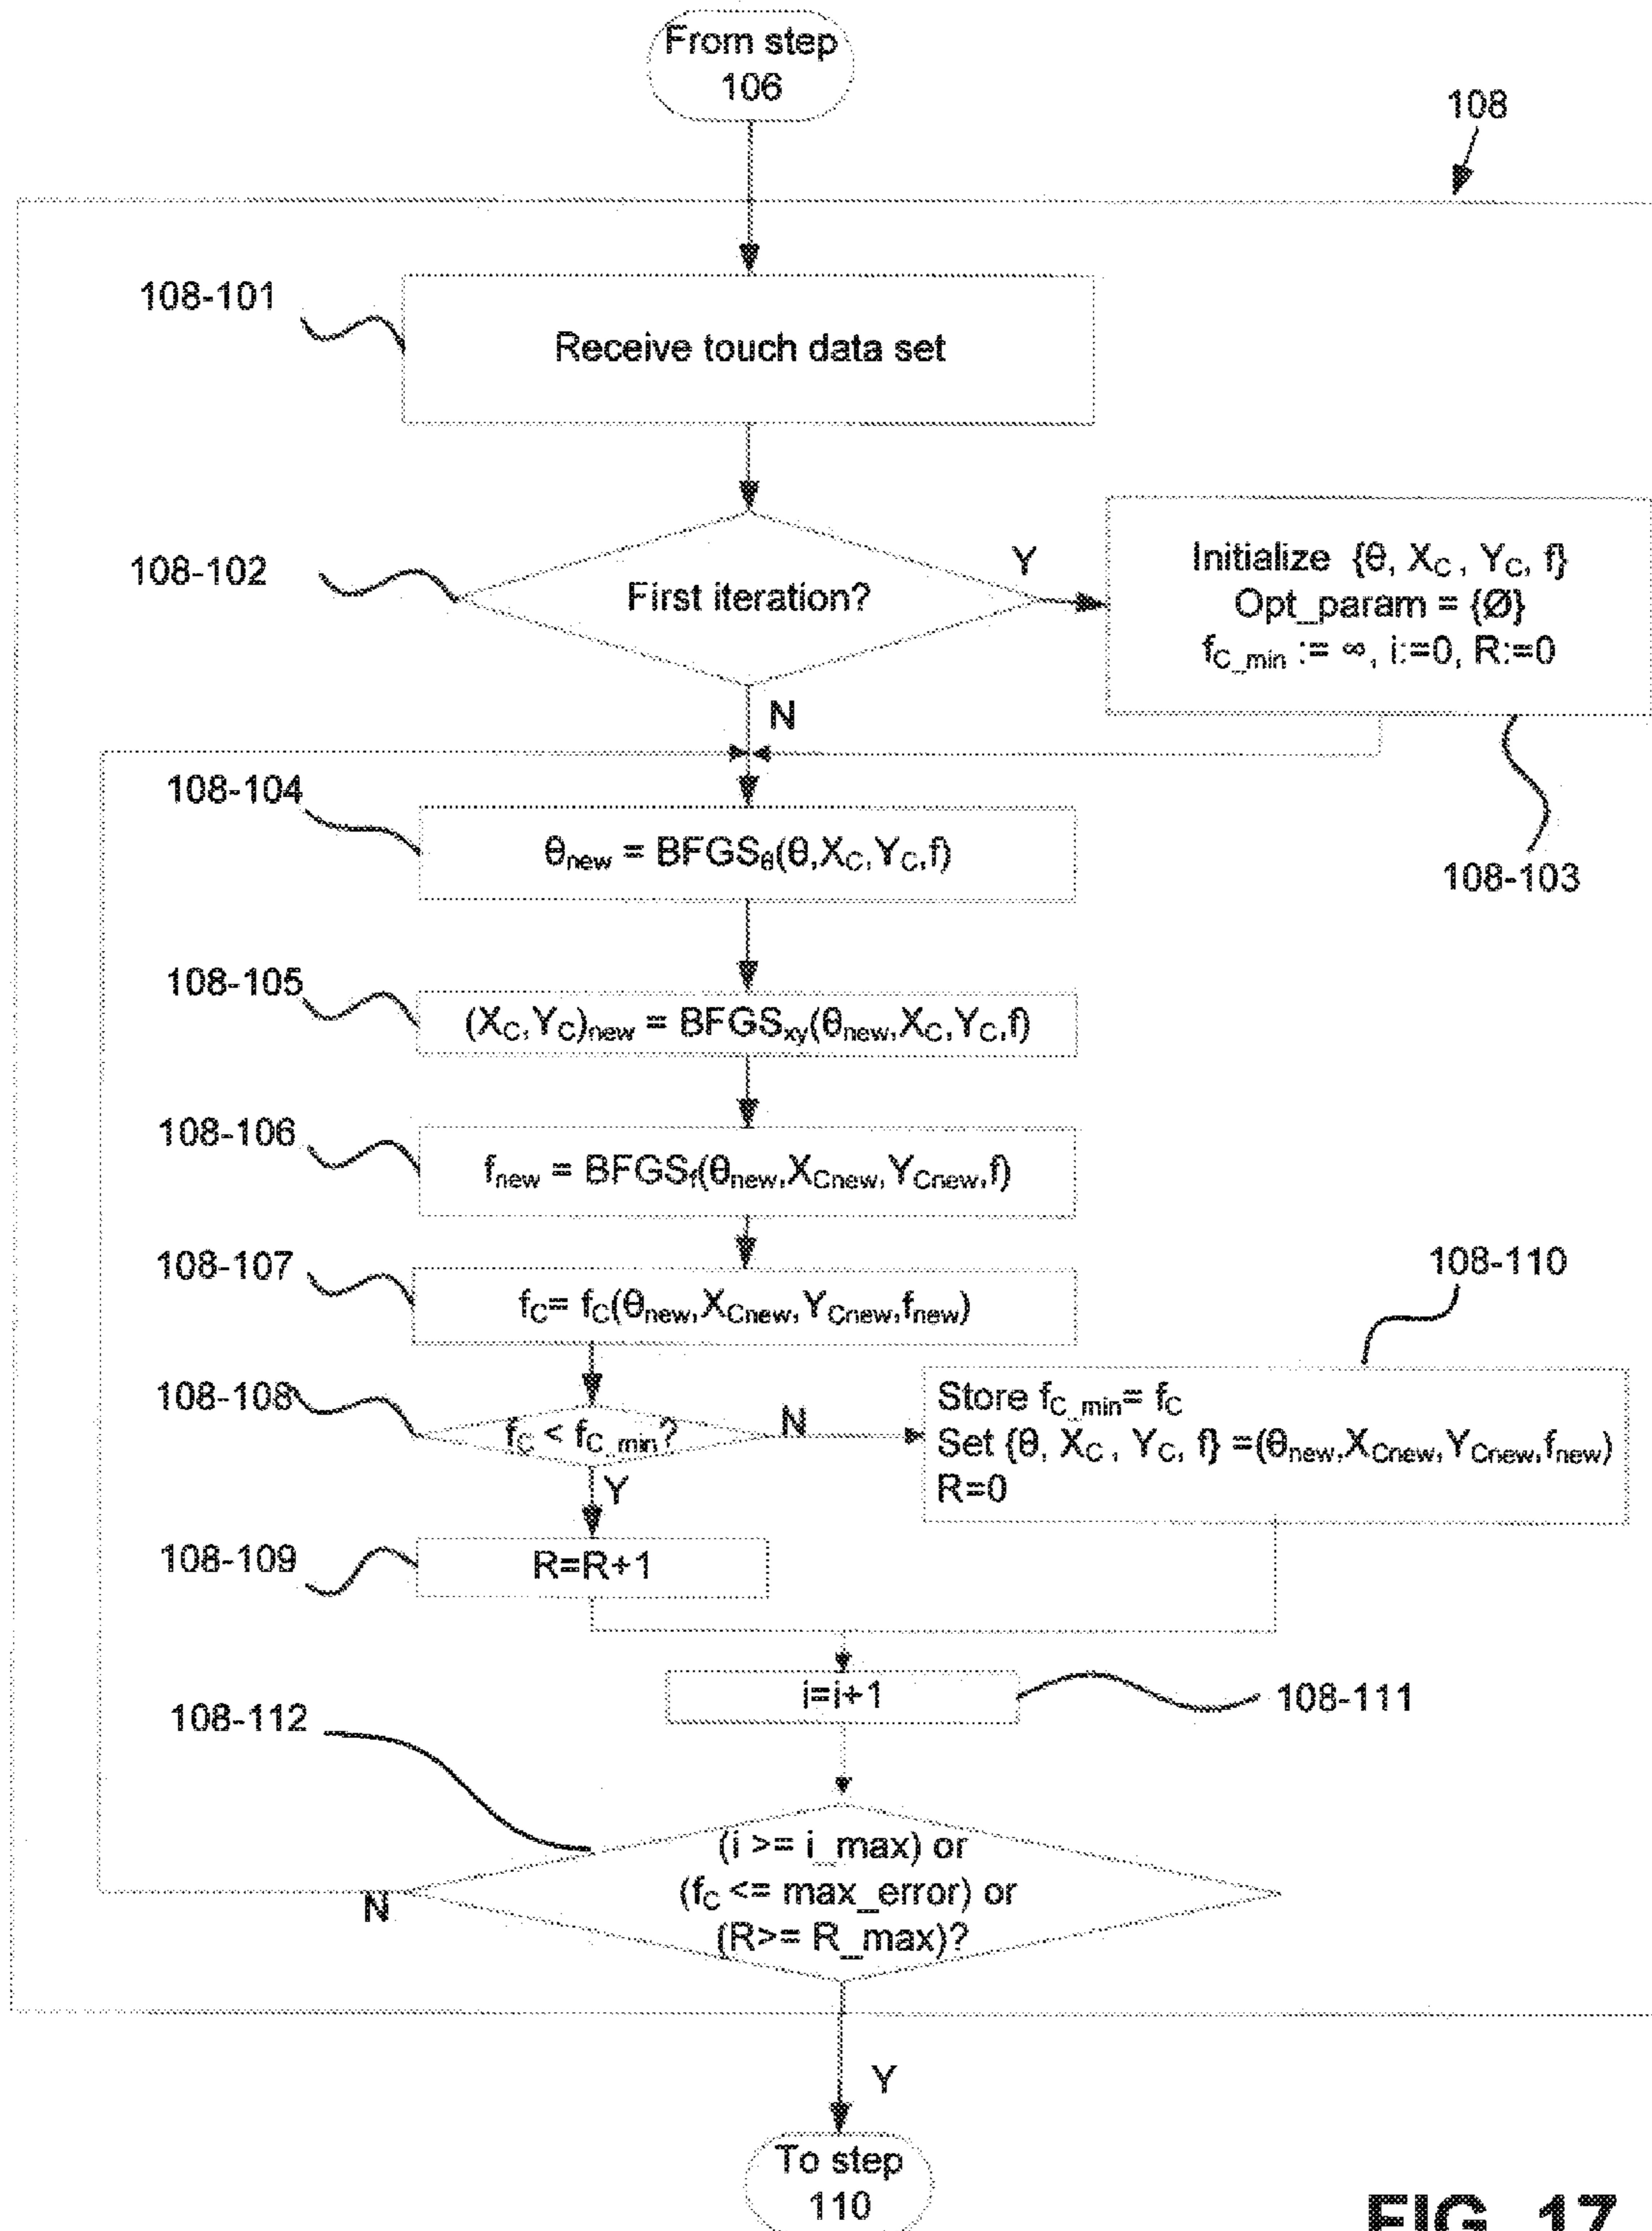 From step
106
108
108-101
Receive touch data set
108-102
First iteration?
Y
Initialize {θ, X_C , Y_C, f}
Opt_param = {Ø}
f_C_min := ∞, i:=0, R:=0
N
108-103
108-104
θ_new = BFGS_θ(θ,X_C,Y_C,f)
108-105
(X_C,Y_C)_new = BFGS_xy(θ_new,X_C,Y_C,f)
108-106
f_new = BFGS_f(θ_new,X_Cnew,Y_Cnew,f)
108-107
f_C= f_C(θ_new,X_Cnew,Y_Cnew,f_new)
108-110
108-108
f_C < f_C_min?
N
Store f_C_min= f_C
Set {θ, X_C , Y_C, f} =(θ_new,X_Cnew,Y_Cnew,f_new)
R=0
Y
108-109
R=R+1
i=i+1
108-111
108-112
(i >= i_max) or
(f_C <= max_error) or
(R>= R_max)?
N
Y
To step
110
FIG. 17